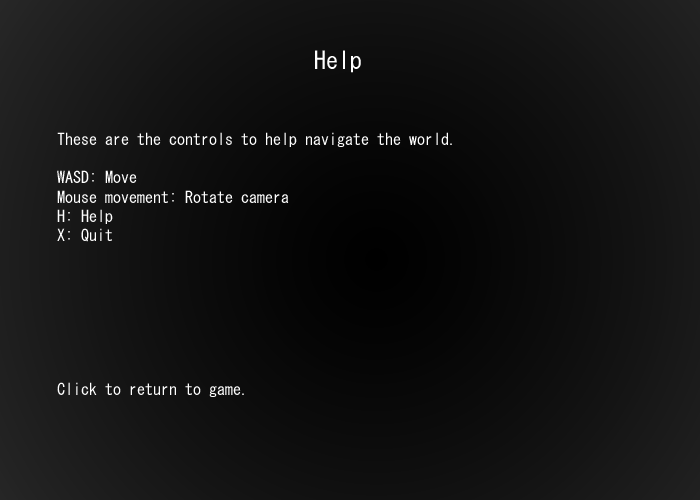 Help
These are the controls to help navigate the world.
WASD: Move
Mouse movement: Rotate camera
H: Help
X: Quit
Click to return to game.